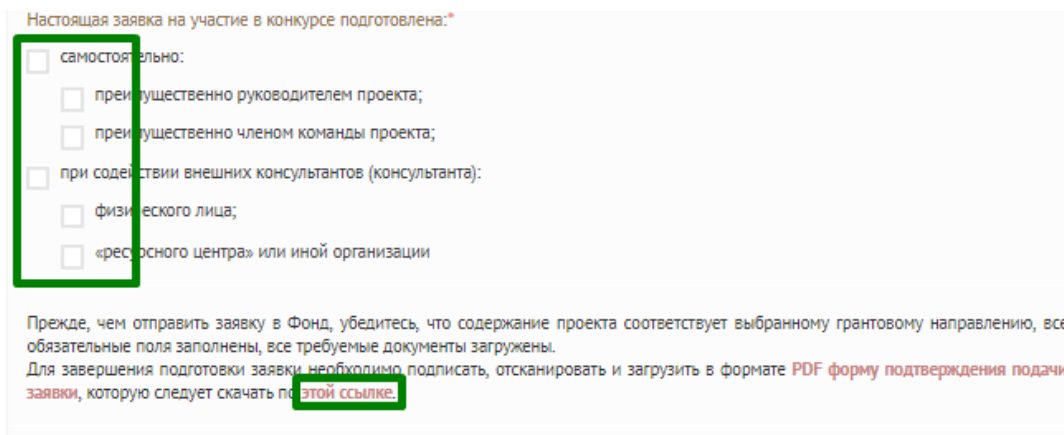 Настоящая заявка на участие в конкурсе подготовлена:*
самостоятельно:
преимущественно руководителем проекта;
преимущественно членом команды проекта;
при содействии внешних консультантов (консультанта):
физического лица;
«ресурсного центра» или иной организации
Прежде, чем отправить заявку в Фонд, убедитесь, что содержание проекта соответствует выбранному грантовому направлению, все
обязательные поля заполнены, все требуемые документы загружены.
Для завершения подготовки заявки необходимо подписать, отсканировать и загрузить в формате PDF форму подтверждения подачи
заявки, которую следует скачать по этой ссылке.